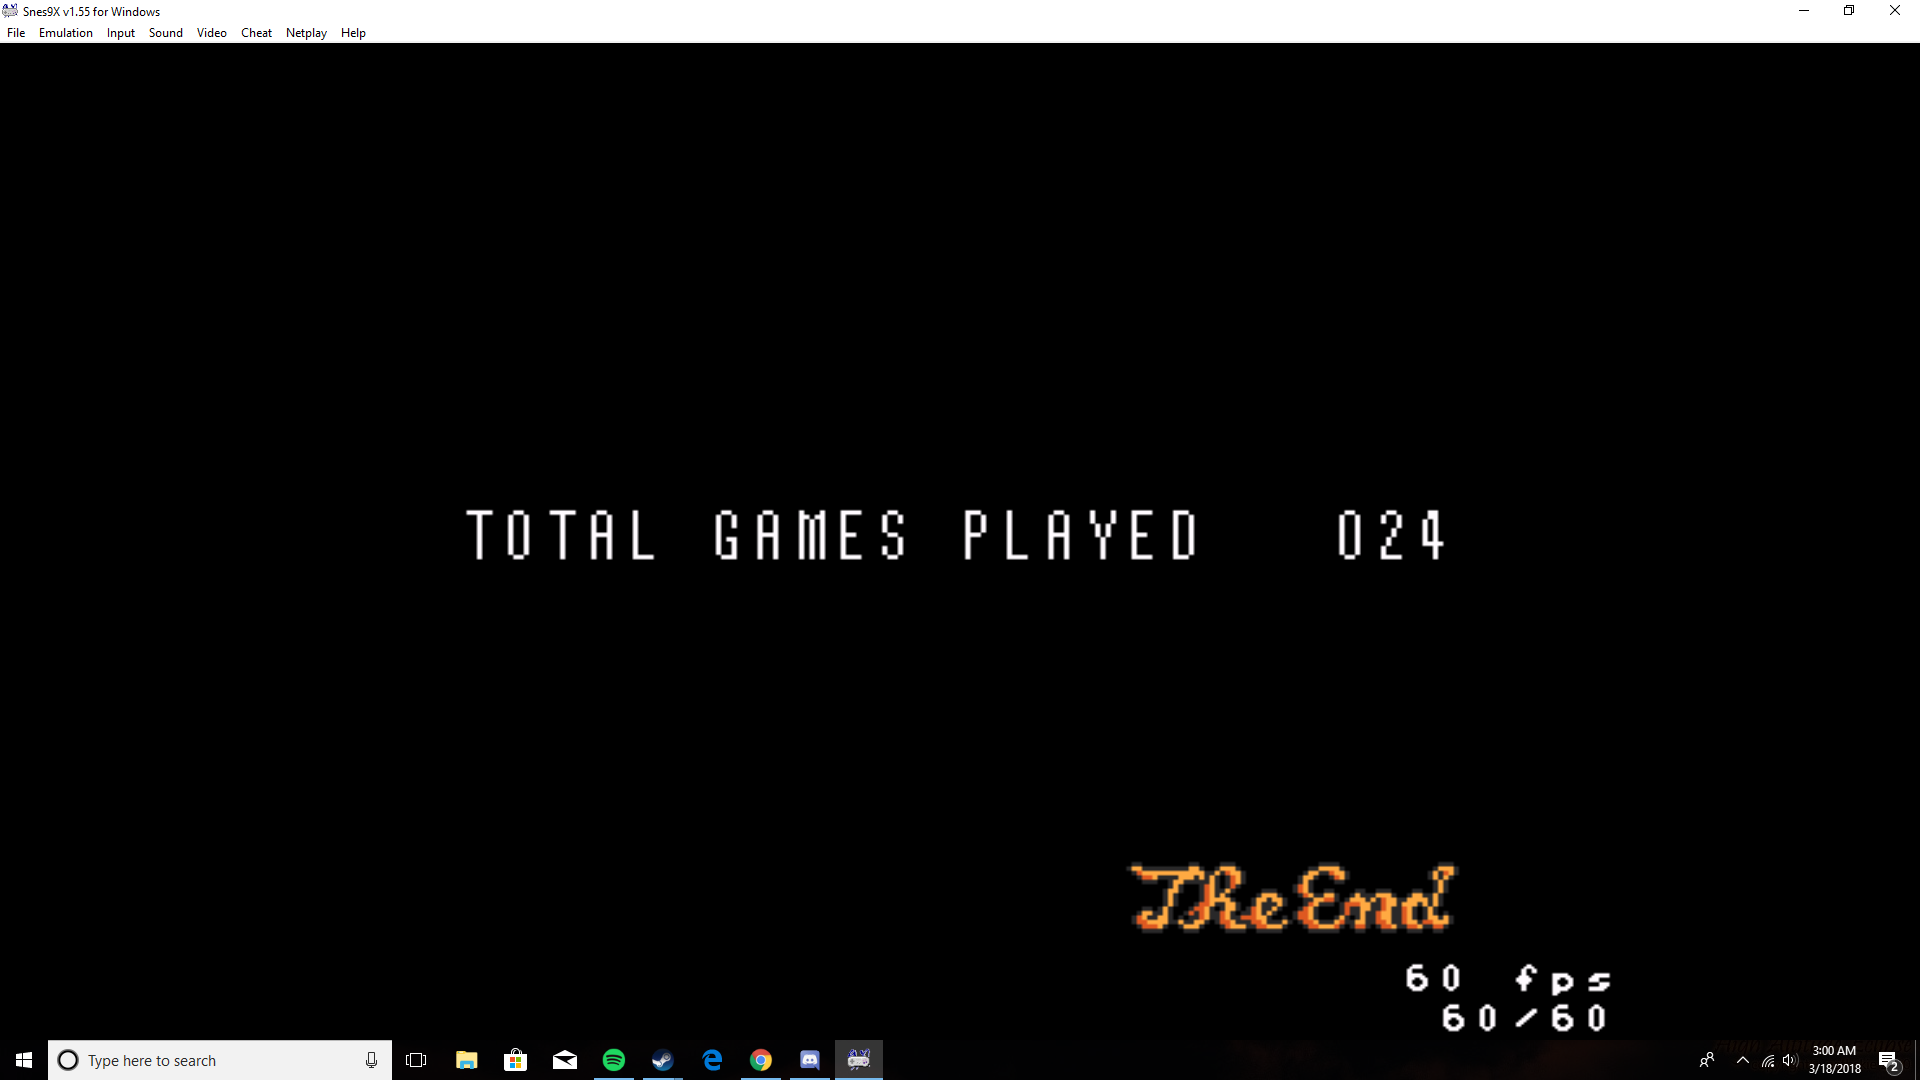 Snes9X v1.55 for Windows
File Emulation Input Sound Video Cheat Netplay Help
TOTAL GAMES PLAYED 024
The End
60 fps
60/60
Type here to search
3:00 AM
3/18/2018
2